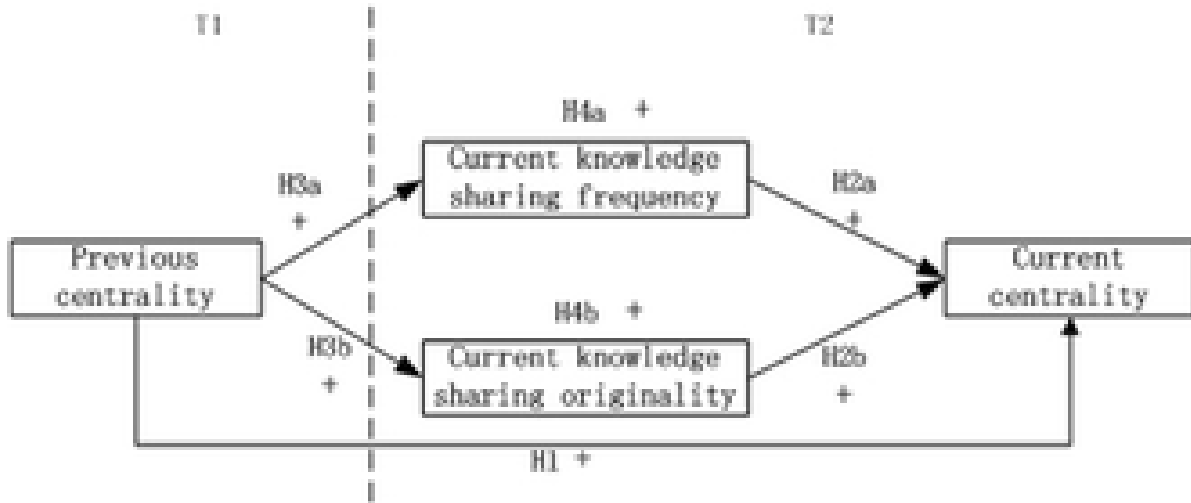 T1
T2
H4a +
Current knowledge
sharing frequency
H3a
+
H2a
+
Previous
centrality
Current
centrality
H4b +
Current knowledge
sharing originality
H3b
+
H2b
+
H1 +